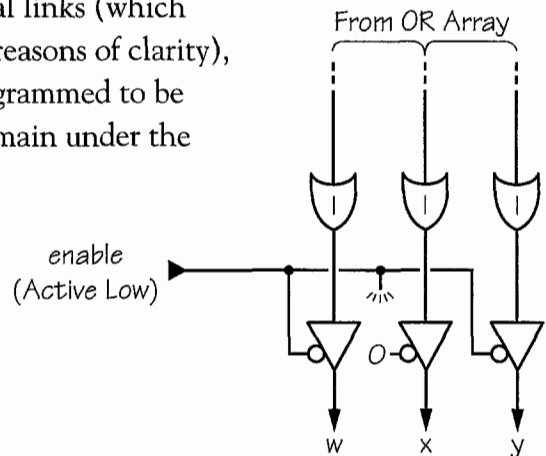 al links (which
reasons of clarity),
grammed to be
main under the
From OR Array
| | |
enable
(Active Low)
0
w x y